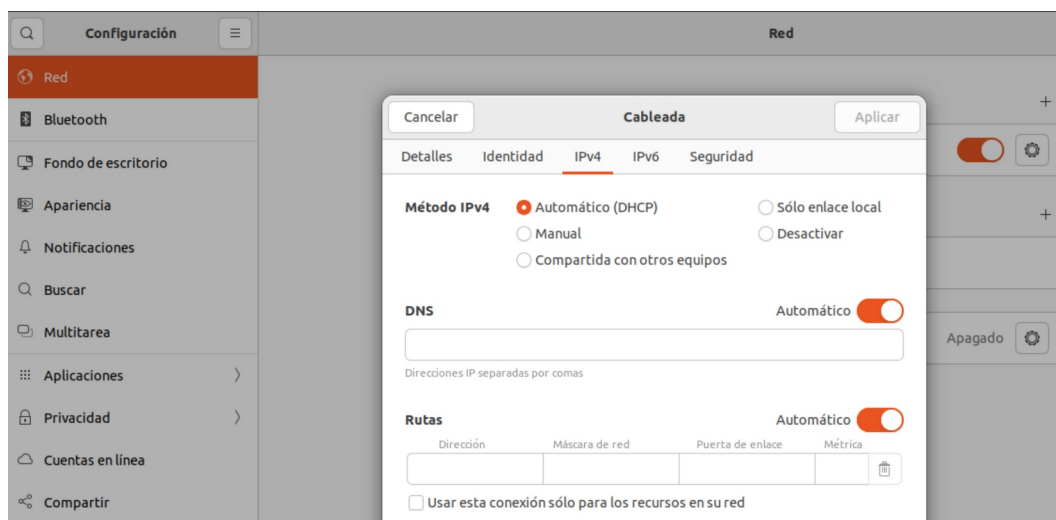 Configuración
Red
Red
Bluetooth
Fondo de escritorio
Apariencia
Notificaciones
Buscar
Multitarea
Aplicaciones
Privacidad
Cuentas en línea
Compartir
Cancelar
Cableada
Aplicar
Detalles
Identidad
IPv4
IPv6
Seguridad
Método IPv4
Automático (DHCP)
Sólo enlace local
Manual
Desactivar
Compartida con otros equipos
DNS
Automático
Direcciones IP separadas por comas
Rutas
Automático
Dirección
Máscara de red
Puerta de enlace
Métrica
Usar esta conexión sólo para los recursos en su red
Apagado